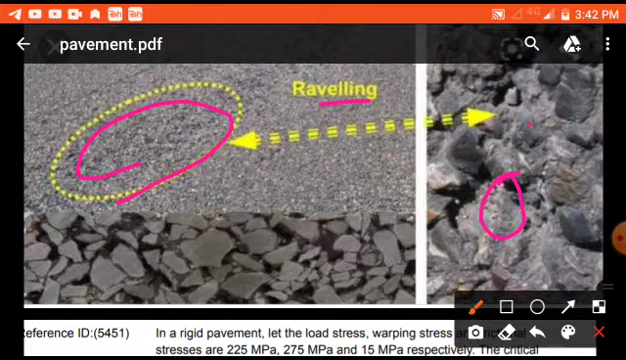 4G 3:42 PM
pavement.pdf
Ravelling
eference ID:(5451) In a rigid pavement, let the load stress, warping stress
stresses are 225 MPa, 275 MPa and 15 MPa respectively. The critical